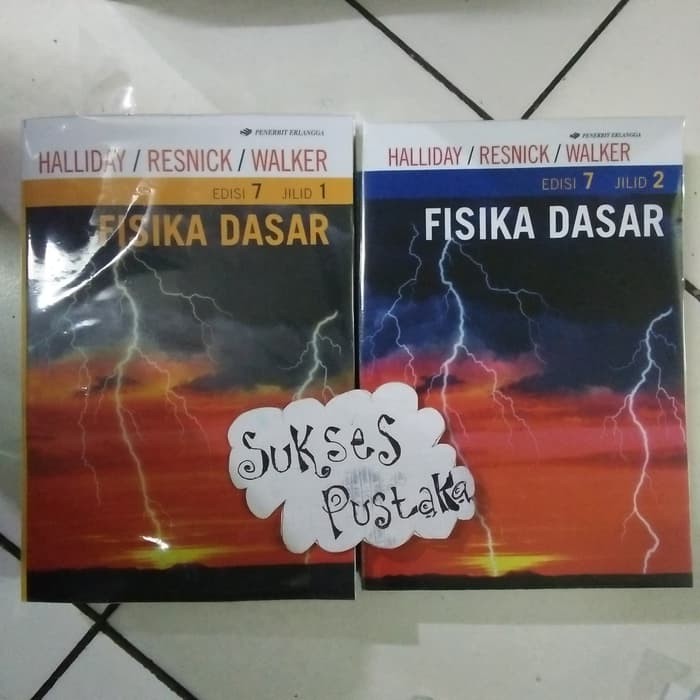 PENERBIT ERLANGGA
HALLIDAY / RESNICK / WALKER
EDISI 7 JILID 1
FISIKA DASAR
PENERBIT ERLANGGA
HALLIDAY / RESNICK / WALKER
EDISI 7 JILID 2
FISIKA DASAR
SUKSES
PUSTAKA